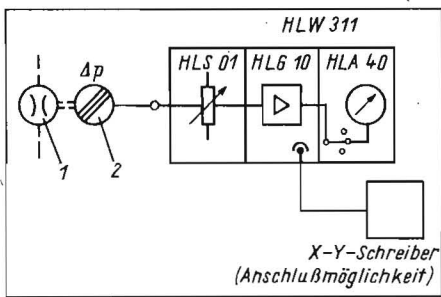 HLW 311
HLS 01
HLG 10
HLA 40
Δp
1
2
X-Y-Schreiber
(Anschlußmöglichkeit)